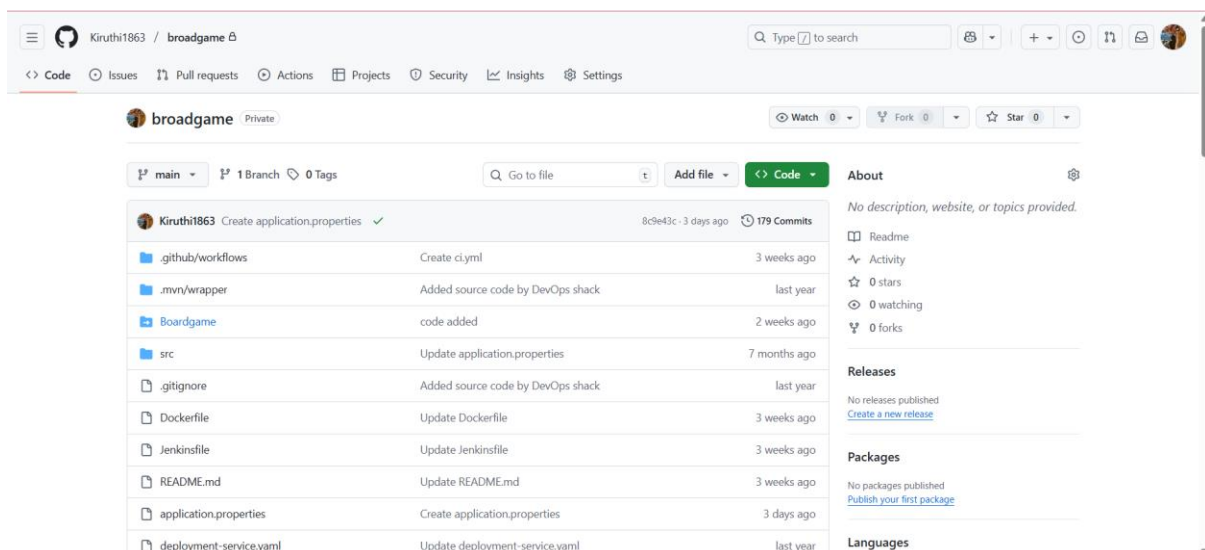 Kiruthi1863 / broadgame
Type / to search
Code Issues Pull requests Actions Projects Security Insights Settings
broadgame Private
Watch 0 Fork 0 Star 0
main 1 Branch 0 Tags
Go to file t Add file Code
Kiruthi1863 Create application.properties 8c9e43c · 3 days ago 179 Commits
.github/workflows Create ci.yml 3 weeks ago
.mvn/wrapper Added source code by DevOps shack last year
Boardgame code added 2 weeks ago
src Update application.properties 7 months ago
.gitignore Added source code by DevOps shack last year
Dockerfile Update Dockerfile 3 weeks ago
Jenkinsfile Update Jenkinsfile 3 weeks ago
README.md Update README.md 3 weeks ago
application.properties Create application.properties 3 days ago
deployment-service.yaml Update deployment-service.yaml last year
About
No description, website, or topics provided.
Readme
Activity
0 stars
0 watching
0 forks
Releases
No releases published
Create a new release
Packages
No packages published
Publish your first package
Languages